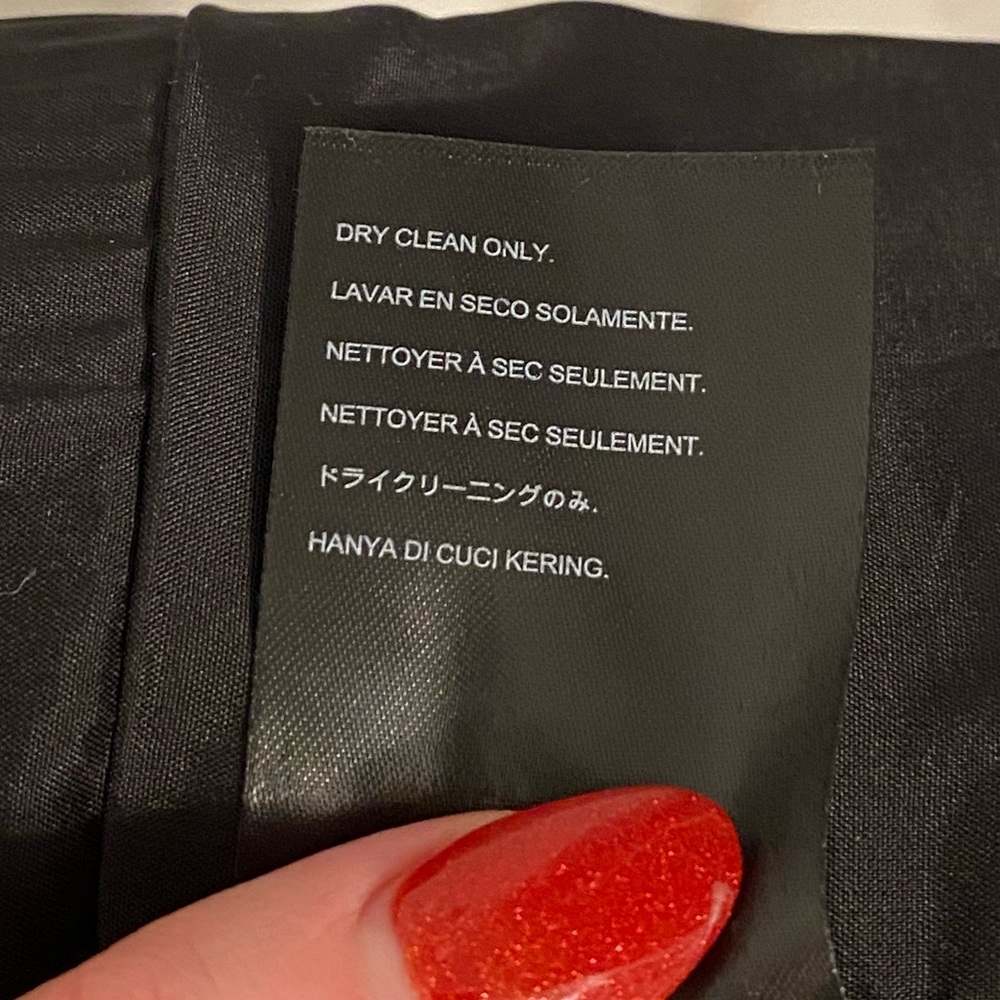 DRY CLEAN ONLY.
LAVAR EN SECO SOLAMENTE.
NETTOYER À SEC SEULEMENT.
NETTOYER À SEC SEULEMENT.
ドライクリーニングのみ.
HANYA DI CUCI KERING.